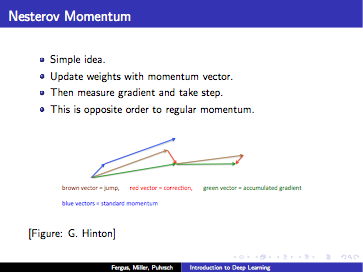 Nesterov Momentum
Simple idea.
Update weights with momentum vector.
Then measure gradient and take step.
This is opposite order to regular momentum.
brown vector = jump, red vector = correction, green vector = accumulated gradient
blue vectors = standard momentum
[Figure: G. Hinton]
Fergus, Miller, Puhrsch Introduction to Deep Learning